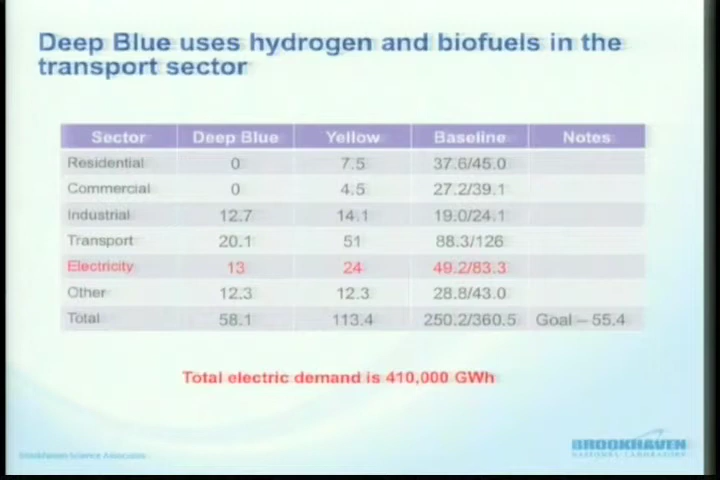 Deep Blue uses hydrogen and biofuels in the
transport sector
Sector Deep Blue Yellow Baseline Notes
Residential 0 7.5 37.6/45.0
Commercial 0 4.5 27.2/39.1
Industrial 12.7 14.1 19.0/24.1
Transport 20.1 51 88.3/126
Electricity 13 24 49.2/83.3
Other 12.3 12.3 28.8/43.0
Total 58.1 113.4 250.2/360.5 Goal – 55.4
Total electric demand is 410,000 GWh
Brookhaven Science Associates
BROOKHAVEN
NATIONAL LABORATORY